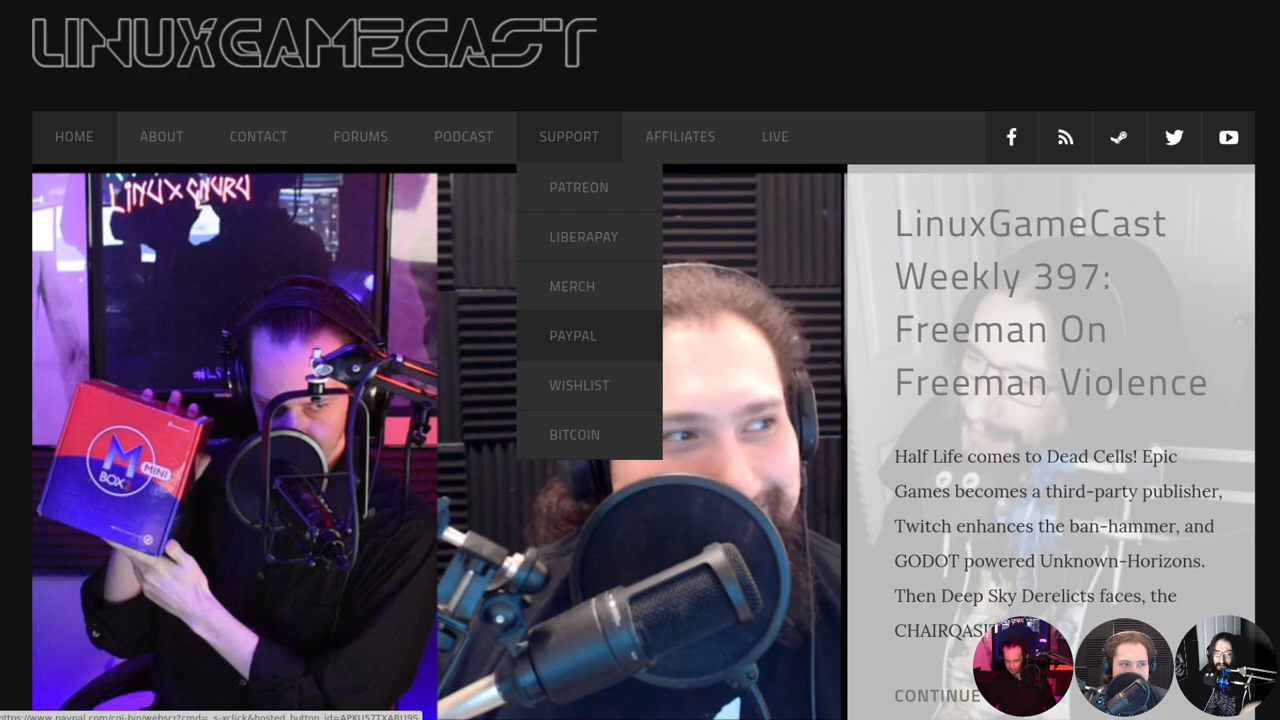 LINUXGAMECAST
HOME ABOUT CONTACT FORUMS PODCAST SUPPORT AFFILIATES LIVE
PATREON
LIBERAPAY
MERCH
PAYPAL
WISHLIST
BITCOIN
LinuxGameCast
Weekly 397:
Freeman On
Freeman Violence
Half Life comes to Dead Cells! Epic
Games becomes a third-party publisher,
Twitch enhances the ban-hammer, and
GODOT powered Unknown-Horizons.
Then Deep Sky Derelicts faces, the
CONTINUE
M
BOX
MINI